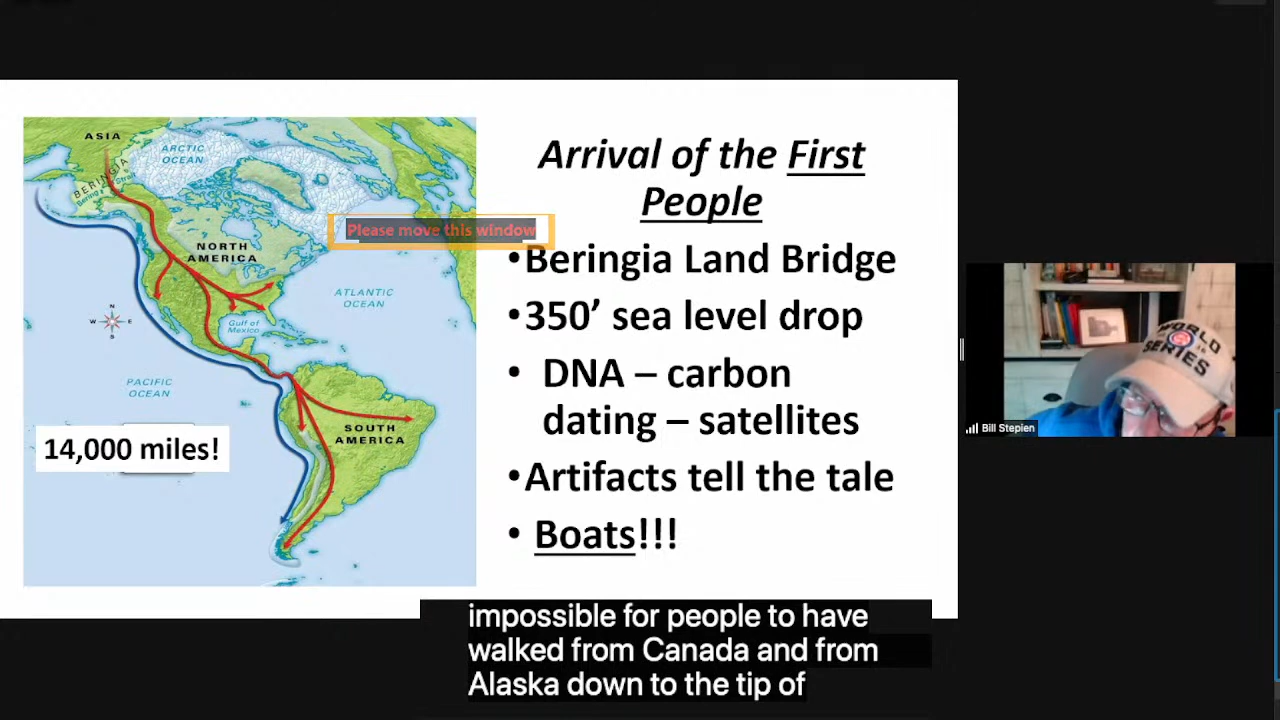 ASIA
ARCTIC
OCEAN
BERINGIA
NORTH
AMERICA
ATLANTIC
OCEAN
N
W
E
S
Gulf of
Mexico
PACIFIC
OCEAN
SOUTH
AMERICA
14,000 miles!
Please move this window
Arrival of the First
People
•Beringia Land Bridge
•350’ sea level drop
• DNA – carbon
dating – satellites
•Artifacts tell the tale
• Boats!!!
WORLD
SERIES
Bill Stepien
impossible for people to have
walked from Canada and from
Alaska down to the tip of